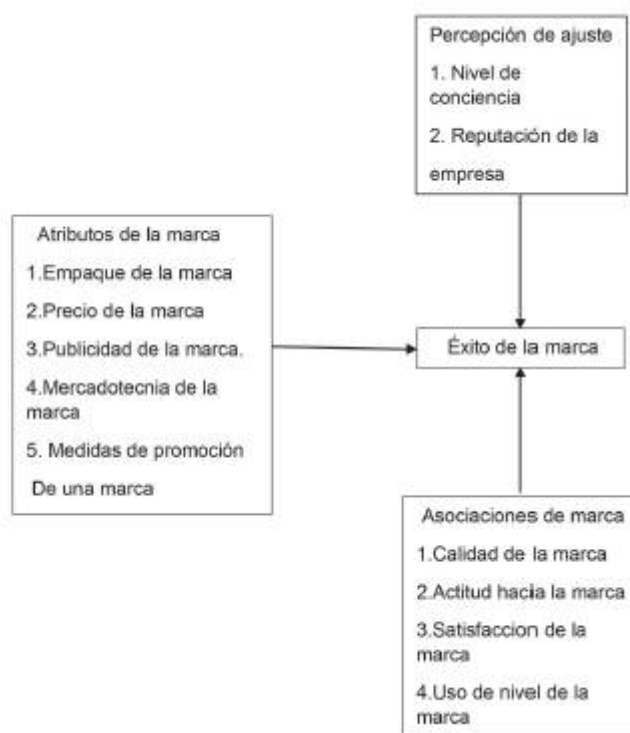 Percepción de ajuste
1. Nivel de
conciencia
2. Reputación de la
empresa
Atributos de la marca
1.Empaque de la marca
2.Precio de la marca
3.Publicidad de la marca.
4.Mercadotecnia de la
marca
5. Medidas de promoción
De una marca
Éxito de la marca
Asociaciones de marca
1.Calidad de la marca
2.Actitud hacia la marca
3.Satisfaccion de la
marca
4.Uso de nivel de la
marca